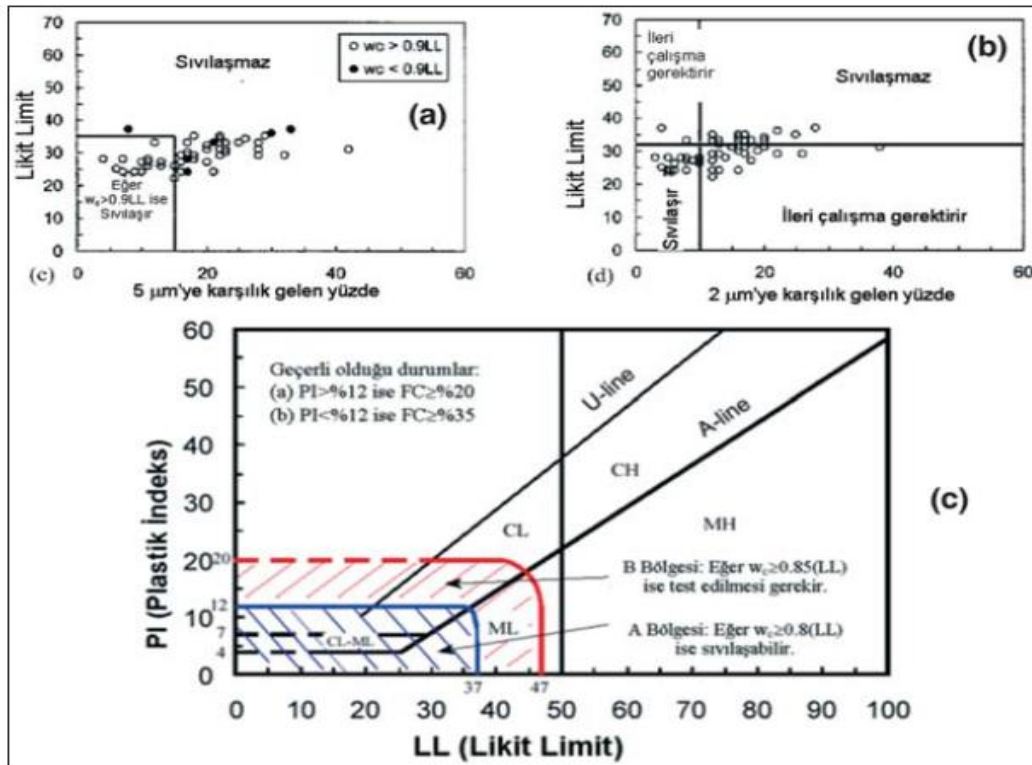 70
60
50
40
30
20
10
0
Likit Limit
Sıvılaşmaz
wc > 0.9LL
wc < 0.9LL
(a)
Eğer
wc>0.9LL ise
Sıvılaşır
(c)
0
20
40
60
5 µm'ye karşılık gelen yüzde
70
60
50
40
30
20
10
0
Likit Limit
İleri
çalışma
gerektirir
(b)
Sıvılaşmaz
Sıvılaşır
İleri çalışma gerektirir
(d)
0
20
40
60
2 µm'ye karşılık gelen yüzde
60
50
40
30
20
10
0
20
12
7
4
PI (Plastik İndeks)
Geçerli olduğu durumlar:
(a) PI>%12 ise FC≥%20
(b) PI<%12 ise FC≥%35
U-line
A-line
CH
(c)
CL
MH
B Bölgesi: Eğer wc≥0.85(LL)
ise test edilmesi gerekir.
ML
CL-ML
A Bölgesi: Eğer wc≥0.8(LL)
ise sıvılaşabilir.
37
47
0 10 20 30 40 50 60 70 80 90 100
LL (Likit Limit)